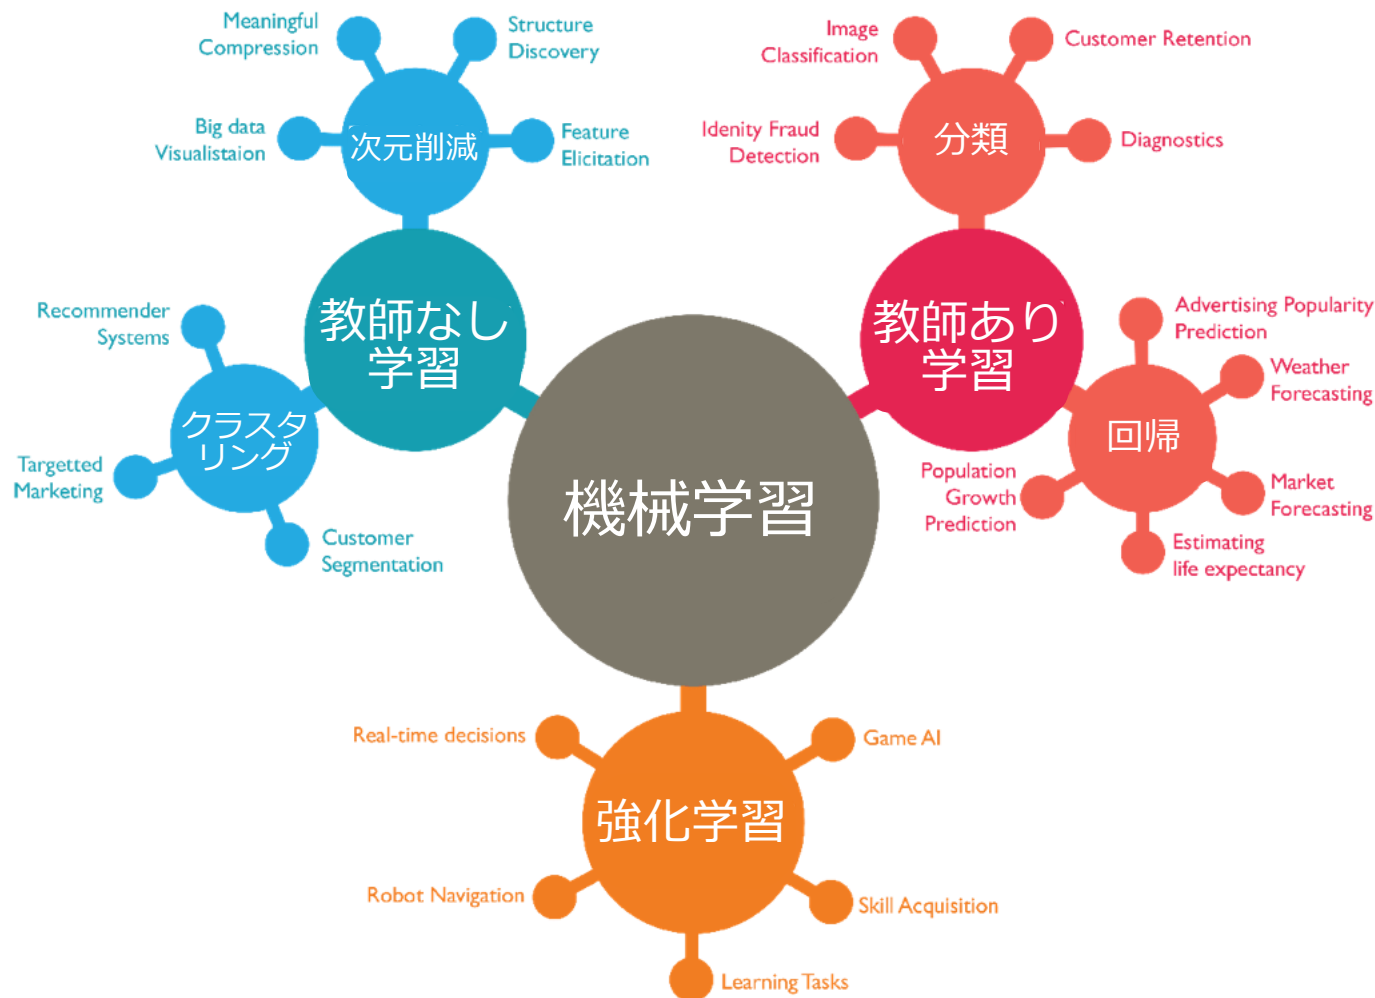 Meaningful
Compression
Structure
Discovery
Big data
Visualistaion
次元削減
Feature
Elicitation
Image
Classification
Customer Retention
Idenity Fraud
Detection
分類
Diagnostics
教師なし
学習
Recommender
Systems
クラスタ
リング
Targetted
Marketing
Customer
Segmentation
教師あり
学習
Advertising Popularity
Prediction
Weather
Forecasting
回帰
Population
Growth
Prediction
Market
Forecasting
Estimating
life expectancy
機械学習
Real-time decisions
Game AI
強化学習
Robot Navigation
Skill Acquisition
Learning Tasks